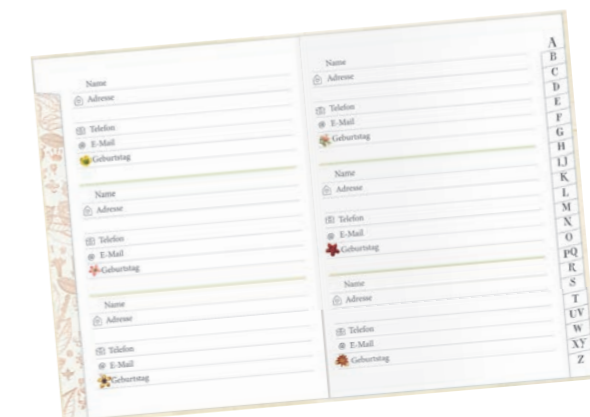 Name
Adresse
Telefon
@ E-Mail
Geburtstag
Name
Adresse
Telefon
@ E-Mail
Geburtstag
Name
Adresse
Telefon
@ E-Mail
Geburtstag
Name
Adresse
Telefon
@ E-Mail
Geburtstag
Name
Adresse
Telefon
@ E-Mail
Geburtstag
Name
Adresse
Telefon
@ E-Mail
Geburtstag
A
B
C
D
E
F
G
H
IJ
K
L
M
N
O
PQ
R
S
T
UV
W
XY
Z